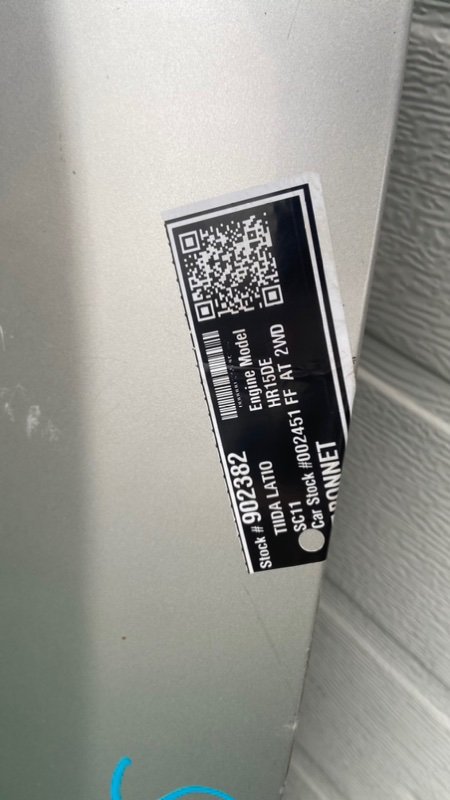 Stock # 902382
TIIDA LATIO
SC11
Engine Model
HR15DE
Car Stock #002451 FF AT 2WD
BONNET